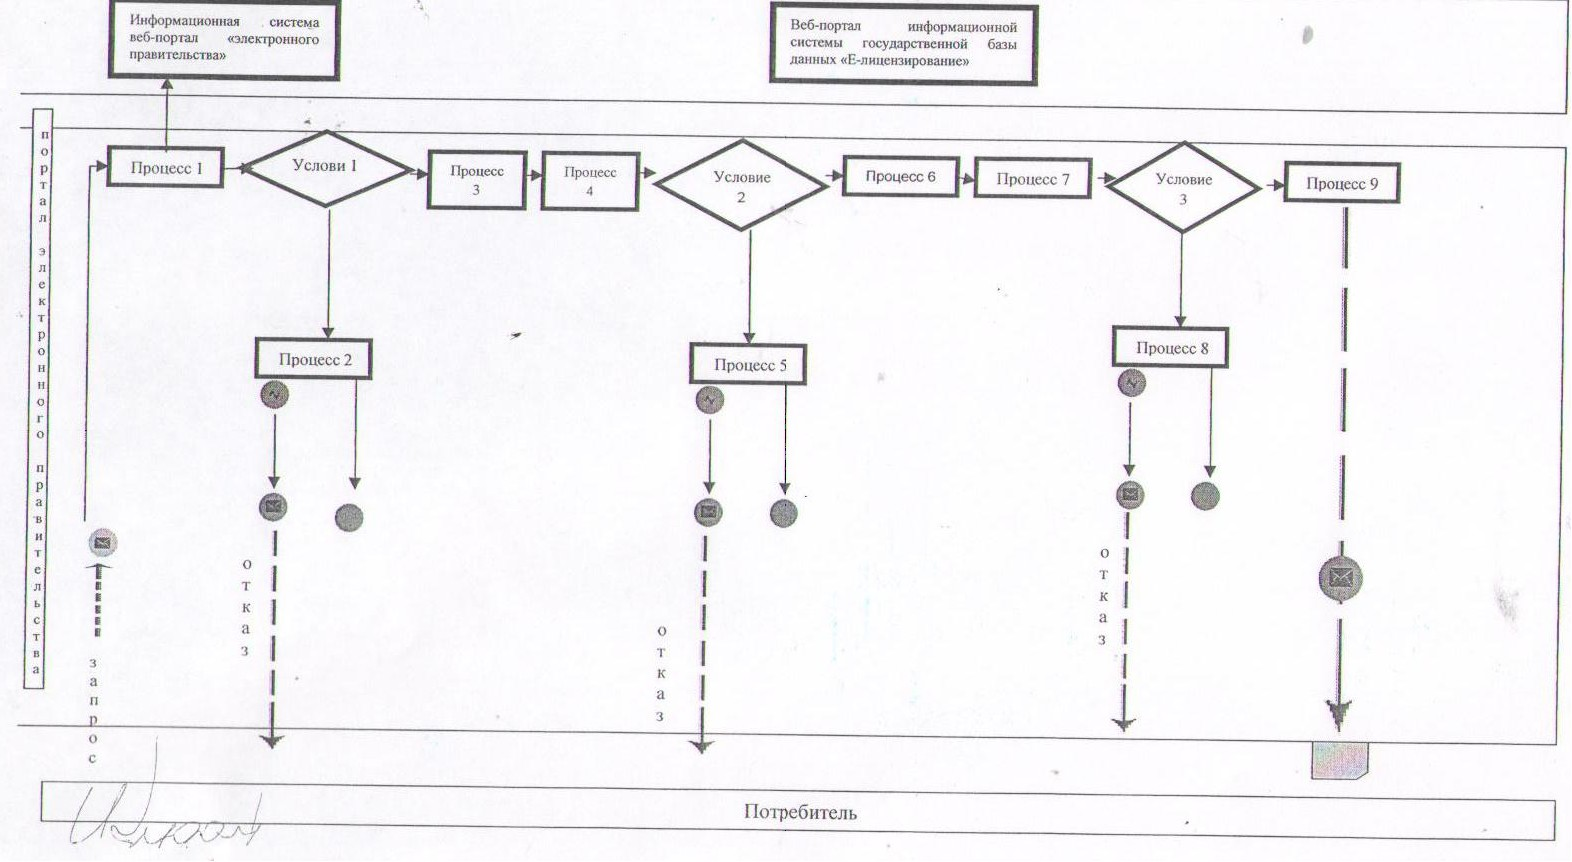 Информационная система
веб-портал «электронного
правительства»
Веб-портал информационной
системы государственной базы
данных «Е-лицензирование»
портал электронного правительства
Процесс 1
Услови 1
Процесс
3
Процесс
4
Условие
2
Процесс 6
Процесс 7
Условие
3
Процесс 9
Процесс 2
Процесс 5
Процесс 8
запрос
отказ
отказ
отказ
Потребитель